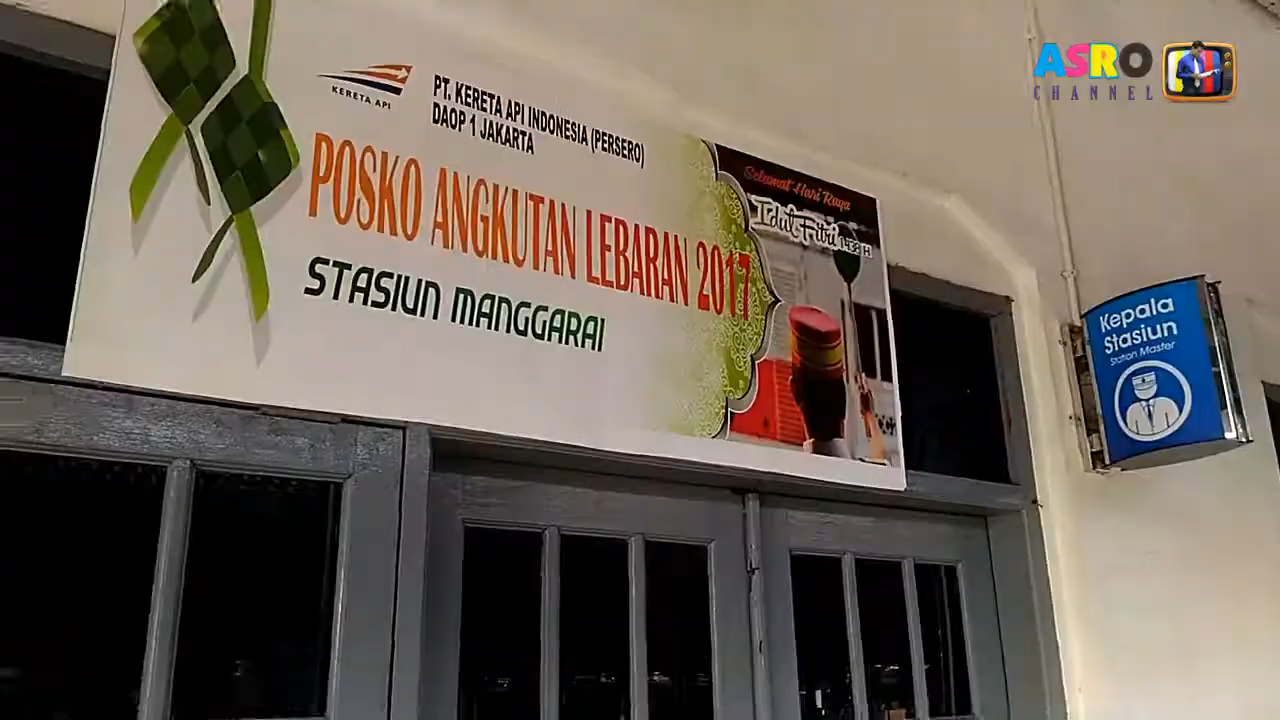 ASRO
CHANNEL
KERETA API
PT. KERETA API INDONESIA (PERSERO)
DAOP 1 JAKARTA
POSKO ANGKUTAN LEBARAN 2017
STASIUN MANGGARAI
Selamat Hari Raya
Idul Fitri 1438 H
Kepala
Stasiun
Station Master